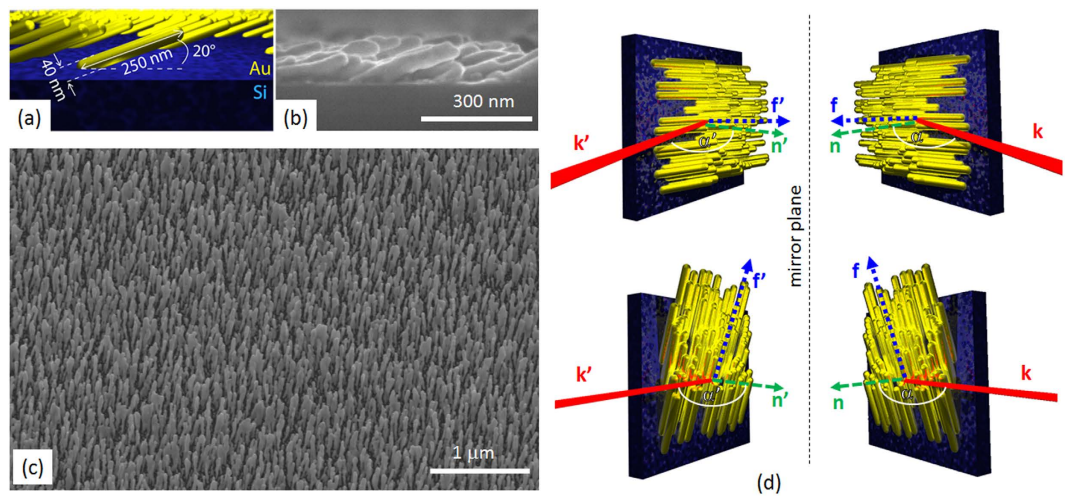 20°
250 nm
40 nm
Au
Si
(a)
300 nm
(b)
1 μm
(c)
k’
f’
n’
α’
mirror plane
f
n
α
k
k’
f’
n’
α’
f
n
α
k
(d)